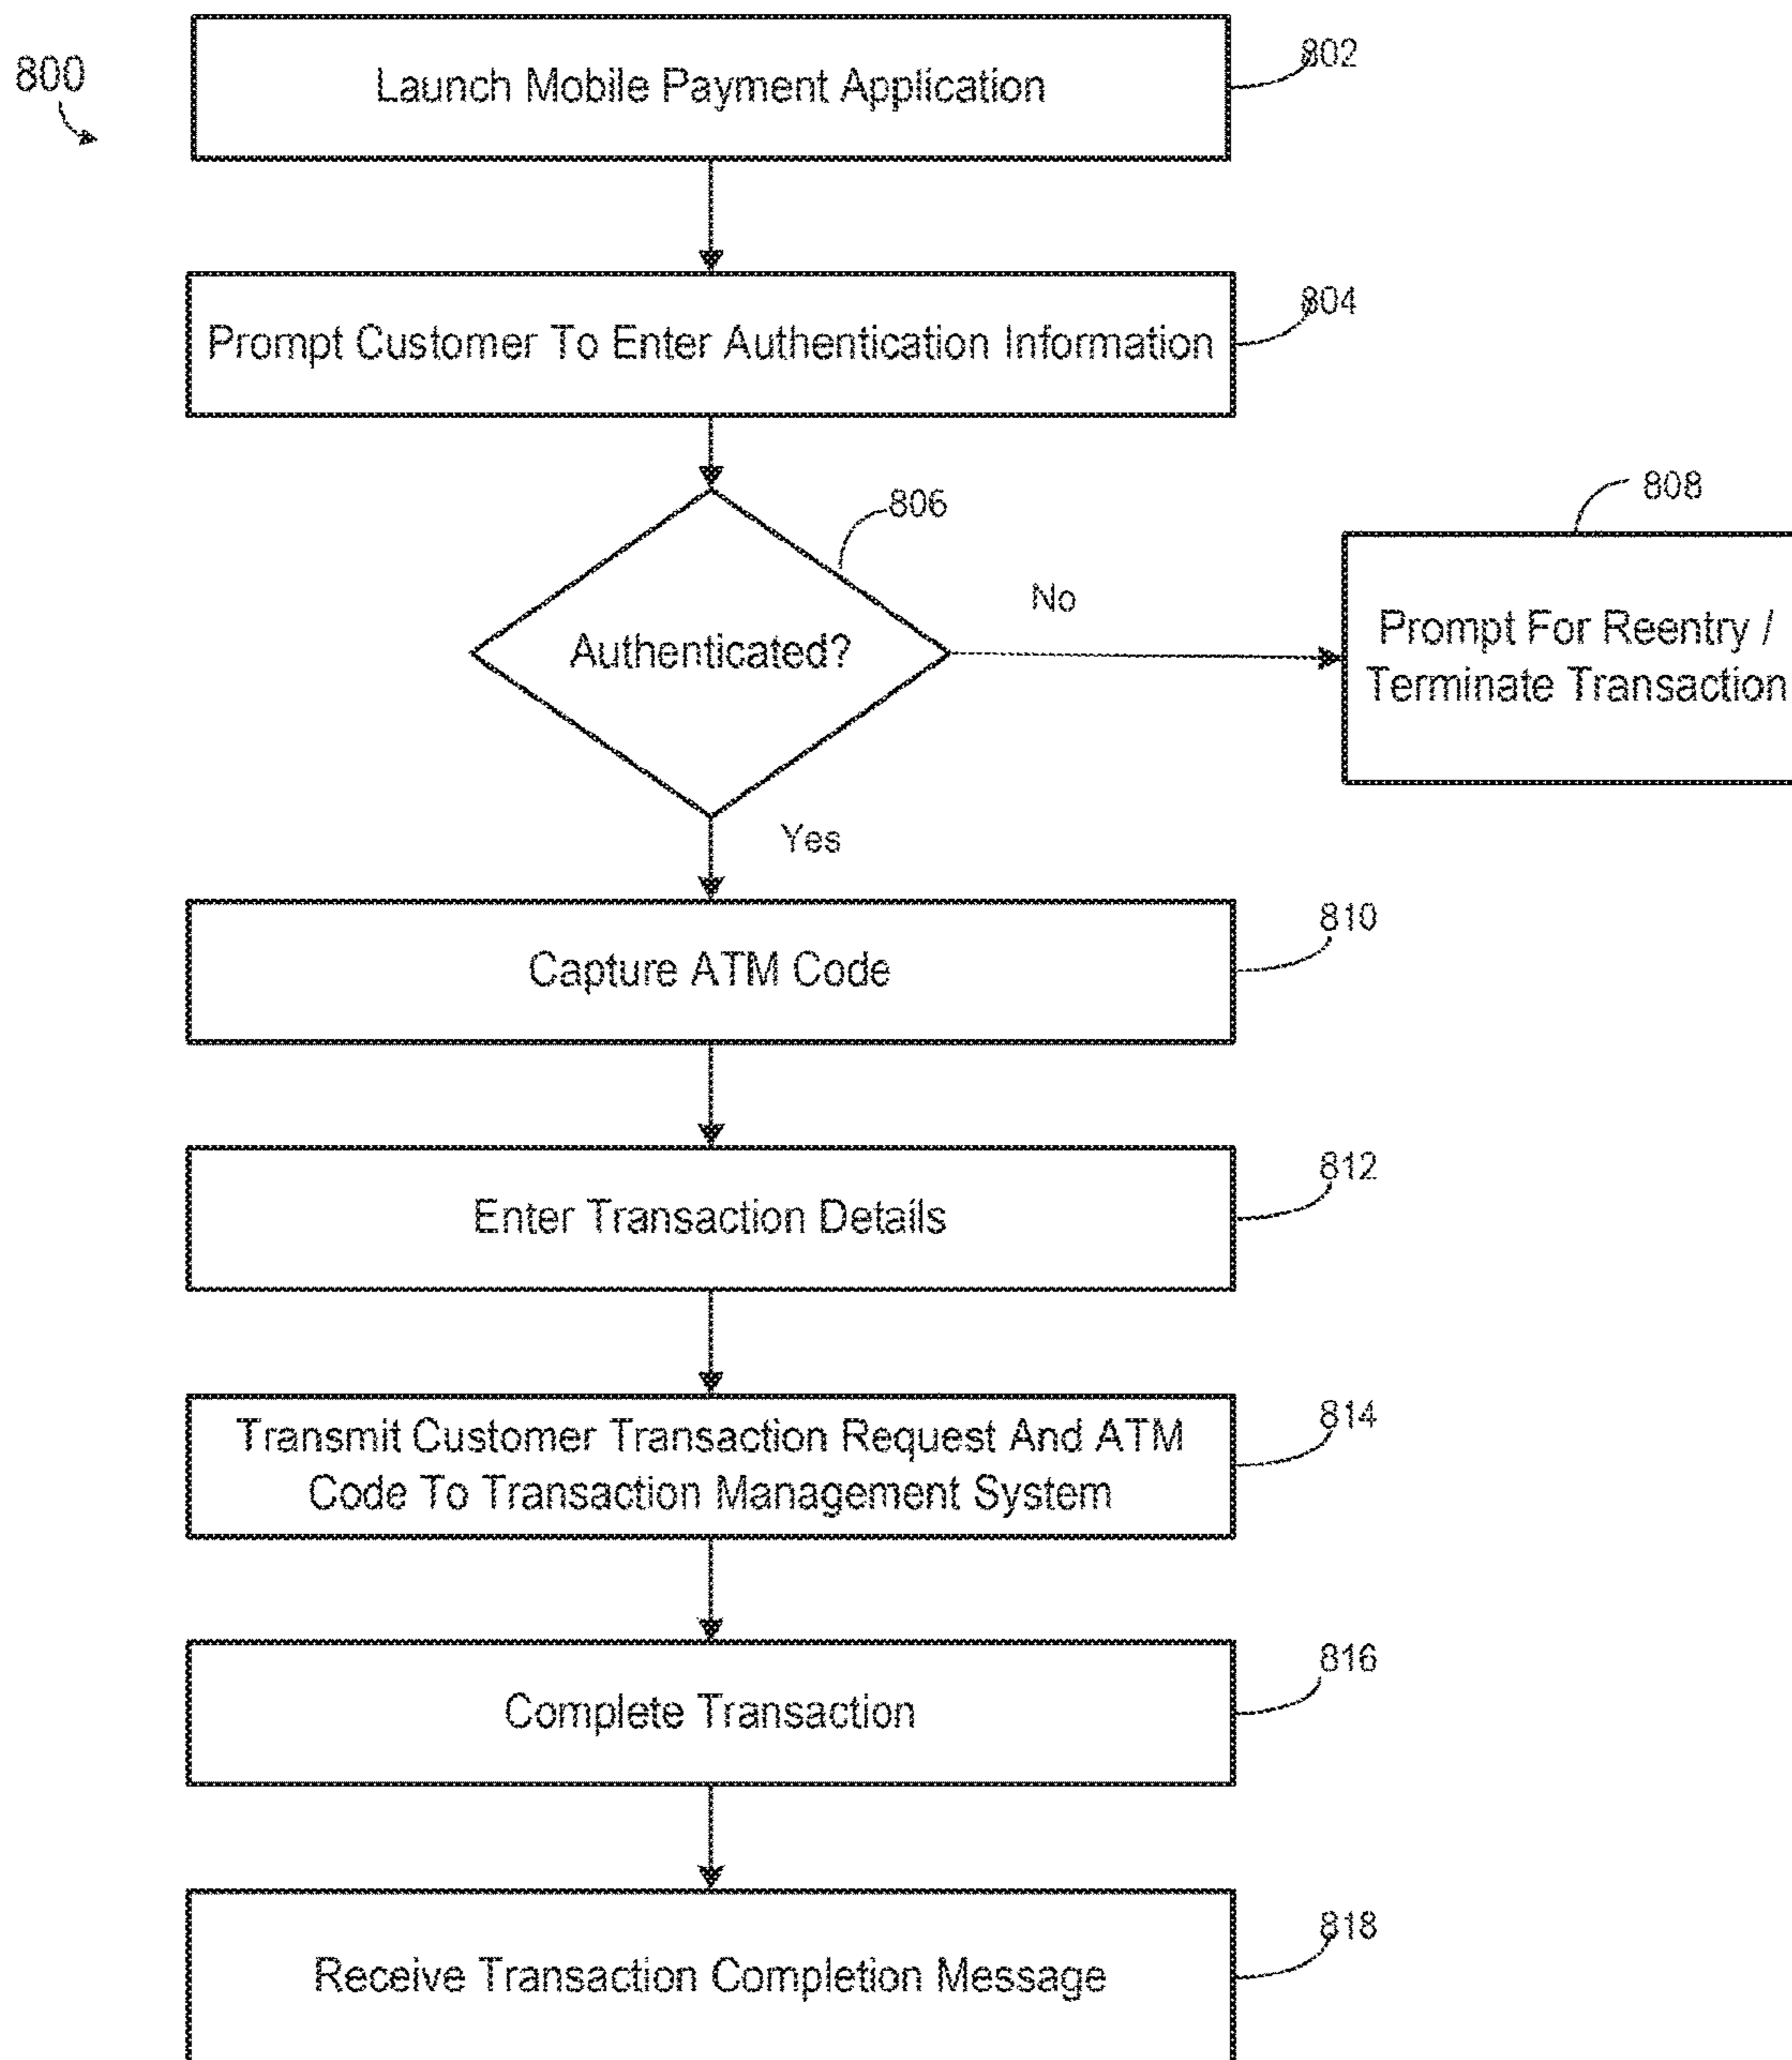 800
Launch Mobile Payment Application
802
Prompt Customer To Enter Authentication Information
804
Authenticated?
806
No
808
Prompt For Reentry /
Terminate Transaction
Yes
Capture ATM Code
810
Enter Transaction Details
812
Transmit Customer Transaction Request And ATM
Code To Transaction Management System
814
Complete Transaction
816
Receive Transaction Completion Message
818